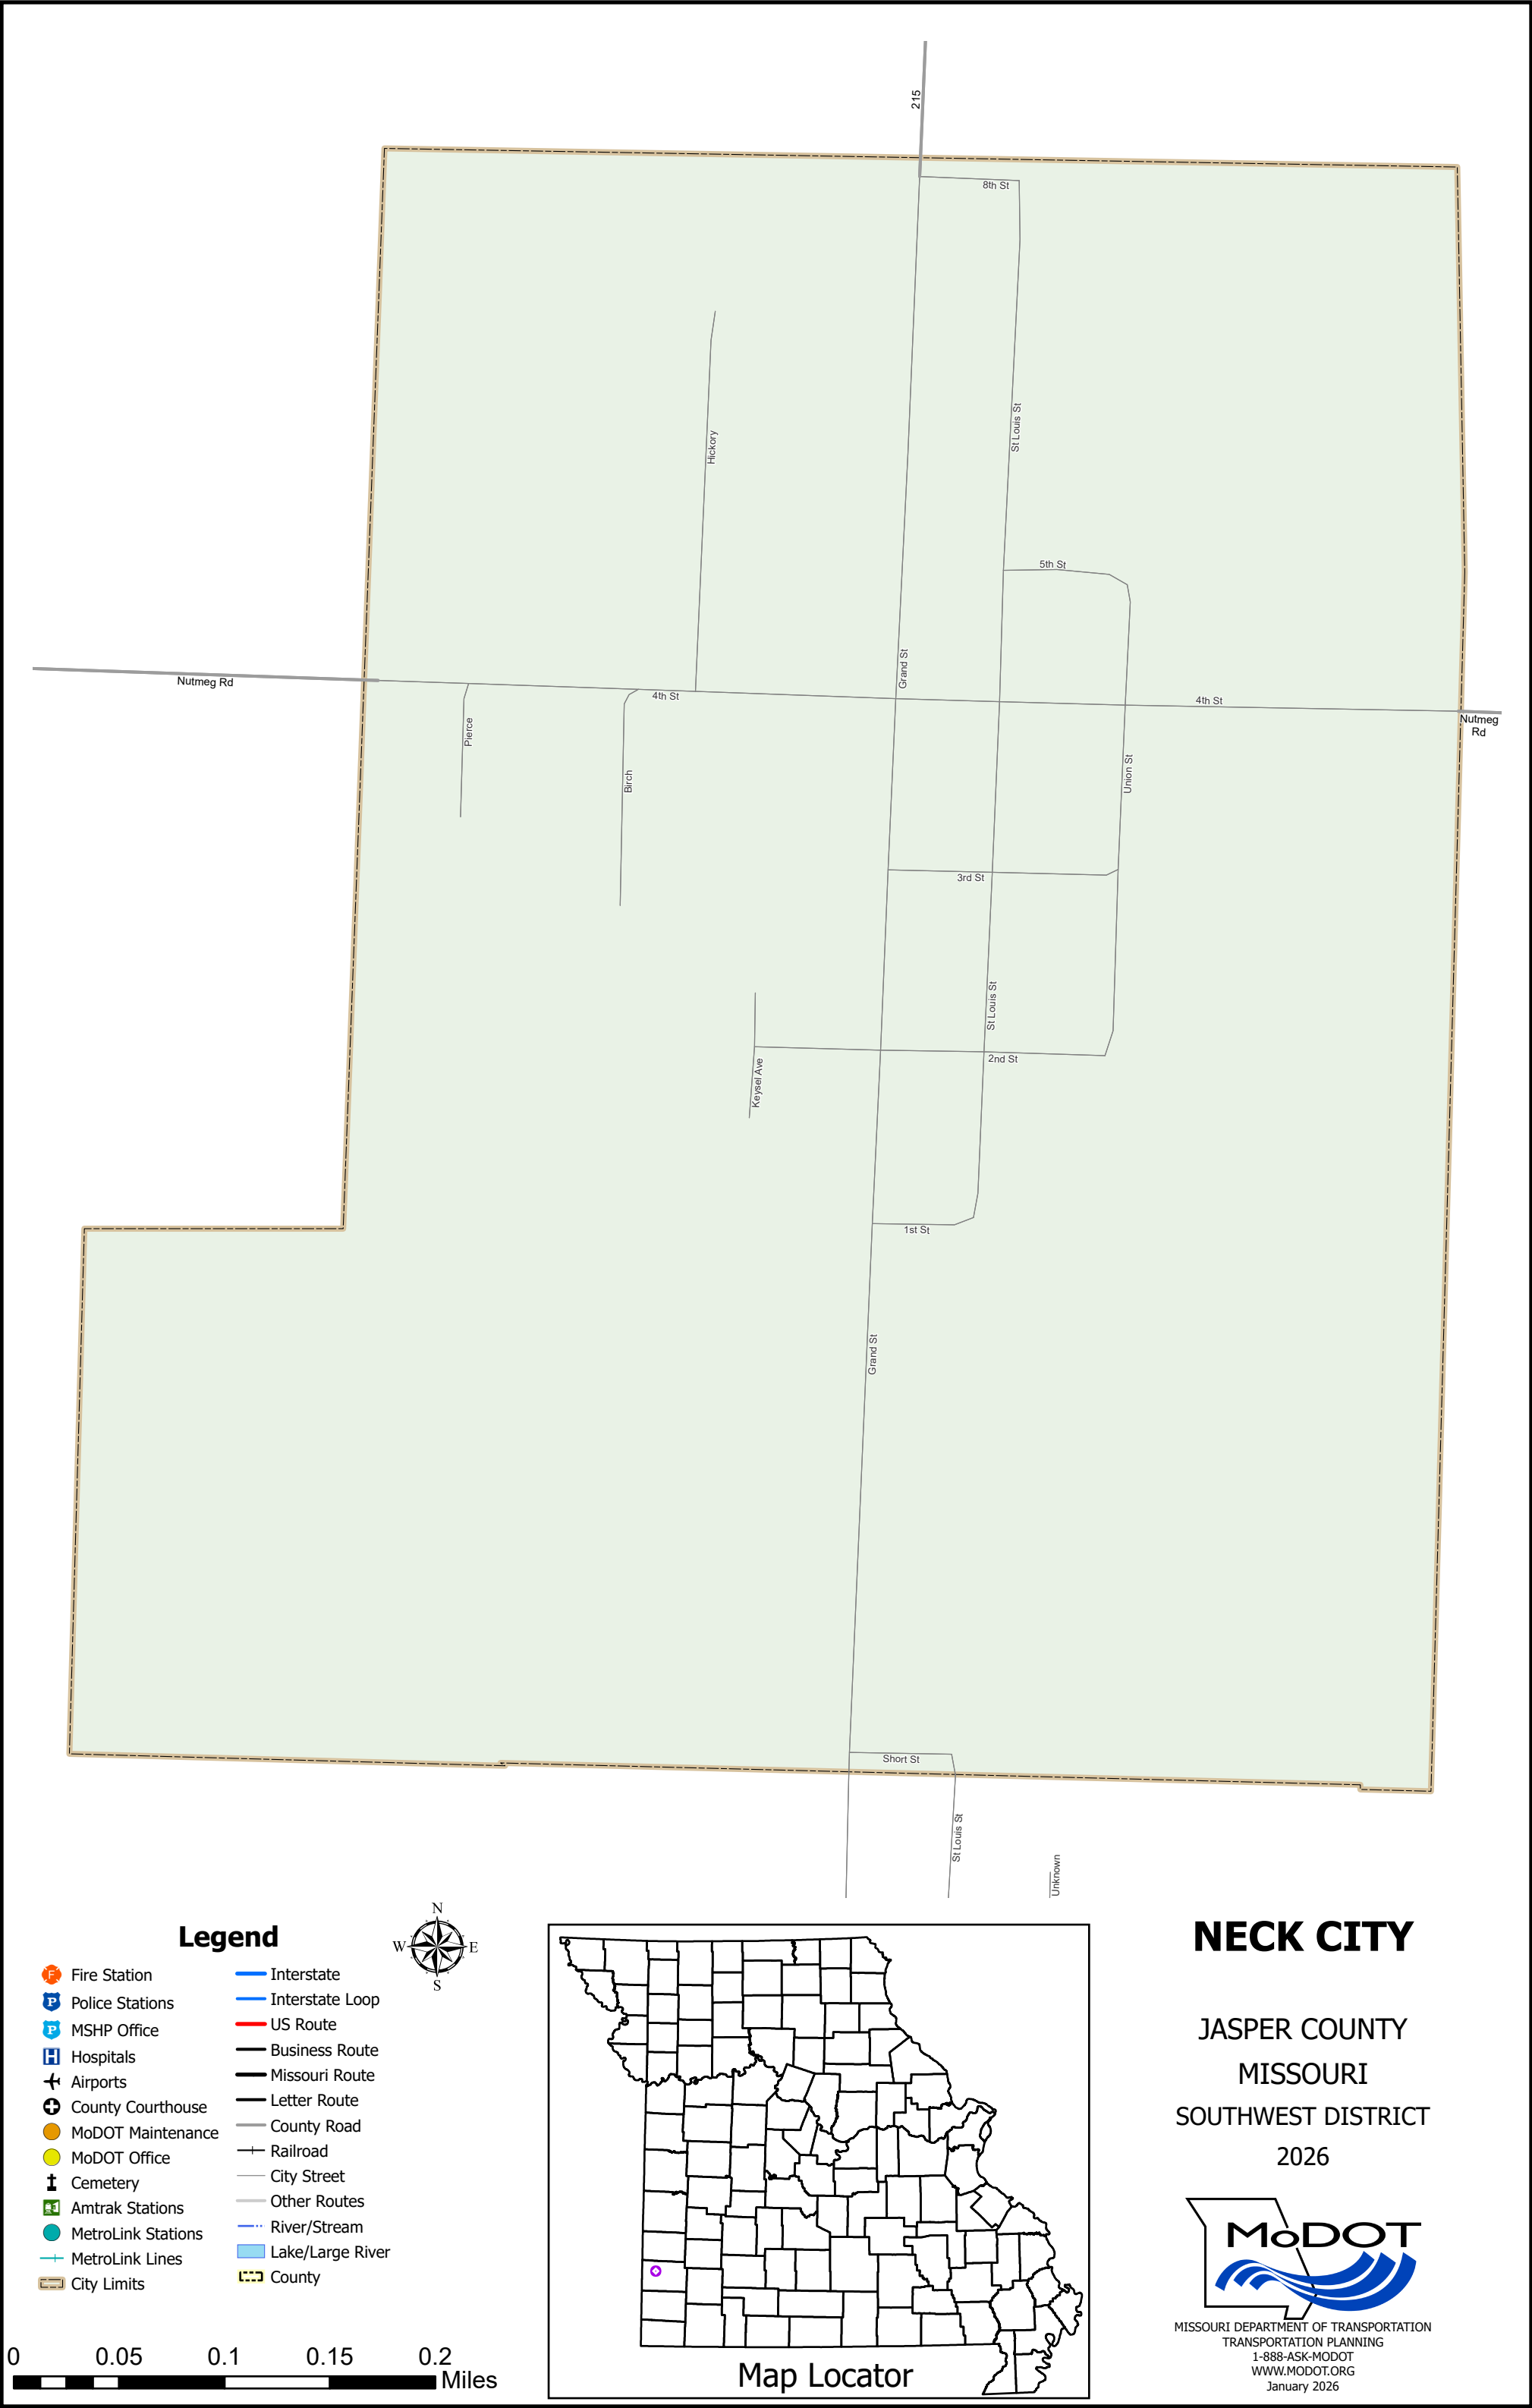 215
8th St
St Louis St
Hickory
5th St
Grand St
Nutmeg Rd
4th St
4th St
Nutmeg
Rd
Pierce
Birch
Union St
3rd St
St Louis St
2nd St
Keysel Ave
1st St
Grand St
Short St
St Louis St
Unknown
Legend
N
W
E
S
Fire Station
Police Stations
MSHP Office
Hospitals
Airports
County Courthouse
MoDOT Maintenance
MoDOT Office
Cemetery
Amtrak Stations
MetroLink Stations
MetroLink Lines
City Limits
F
P
P
H
Interstate
Interstate Loop
US Route
Business Route
Missouri Route
Letter Route
County Road
Railroad
City Street
Other Routes
River/Stream
Lake/Large River
County
0 0.05 0.1 0.15 0.2
Miles
Map Locator
NECK CITY
JASPER COUNTY
MISSOURI
SOUTHWEST DISTRICT
2026
MoDOT
MISSOURI DEPARTMENT OF TRANSPORTATION
TRANSPORTATION PLANNING
1-888-ASK-MODOT
WWW.MODOT.ORG
January 2026